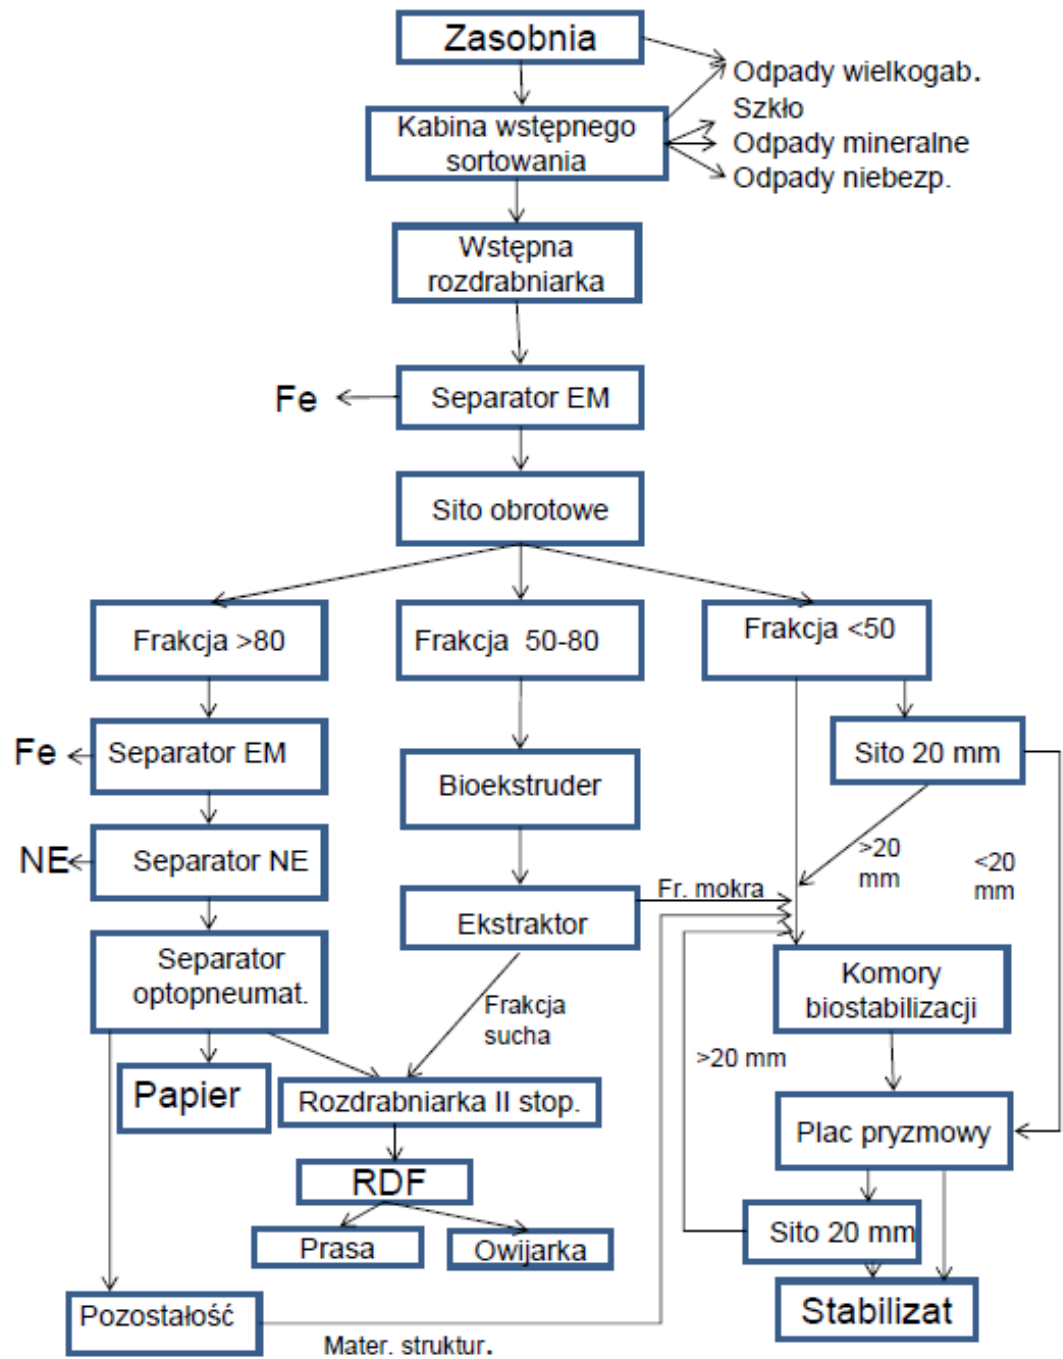 Zasobnia
Odpady wielkogab.
Szkło
Odpady mineralne
Odpady niebezp.
Kabina wstępnego
sortowania
Wstępna
rozdrabniarka
Fe
Separator EM
Sito obrotowe
Frakcja >80
Frakcja 50-80
Frakcja <50
Fe
Separator EM
Bioekstruder
Sito 20 mm
NE
Separator NE
>20
mm
<20
mm
Fr. mokra
Ekstraktor
Separator
optopneumat.
Frakcja
sucha
Komory
biostabilizacji
>20 mm
Papier
Rozdrabniarka II stop.
Plac pryzmowy
RDF
Prasa
Owijarka
Sito 20 mm
Pozostałość
Stabilizat
Mater. struktur.